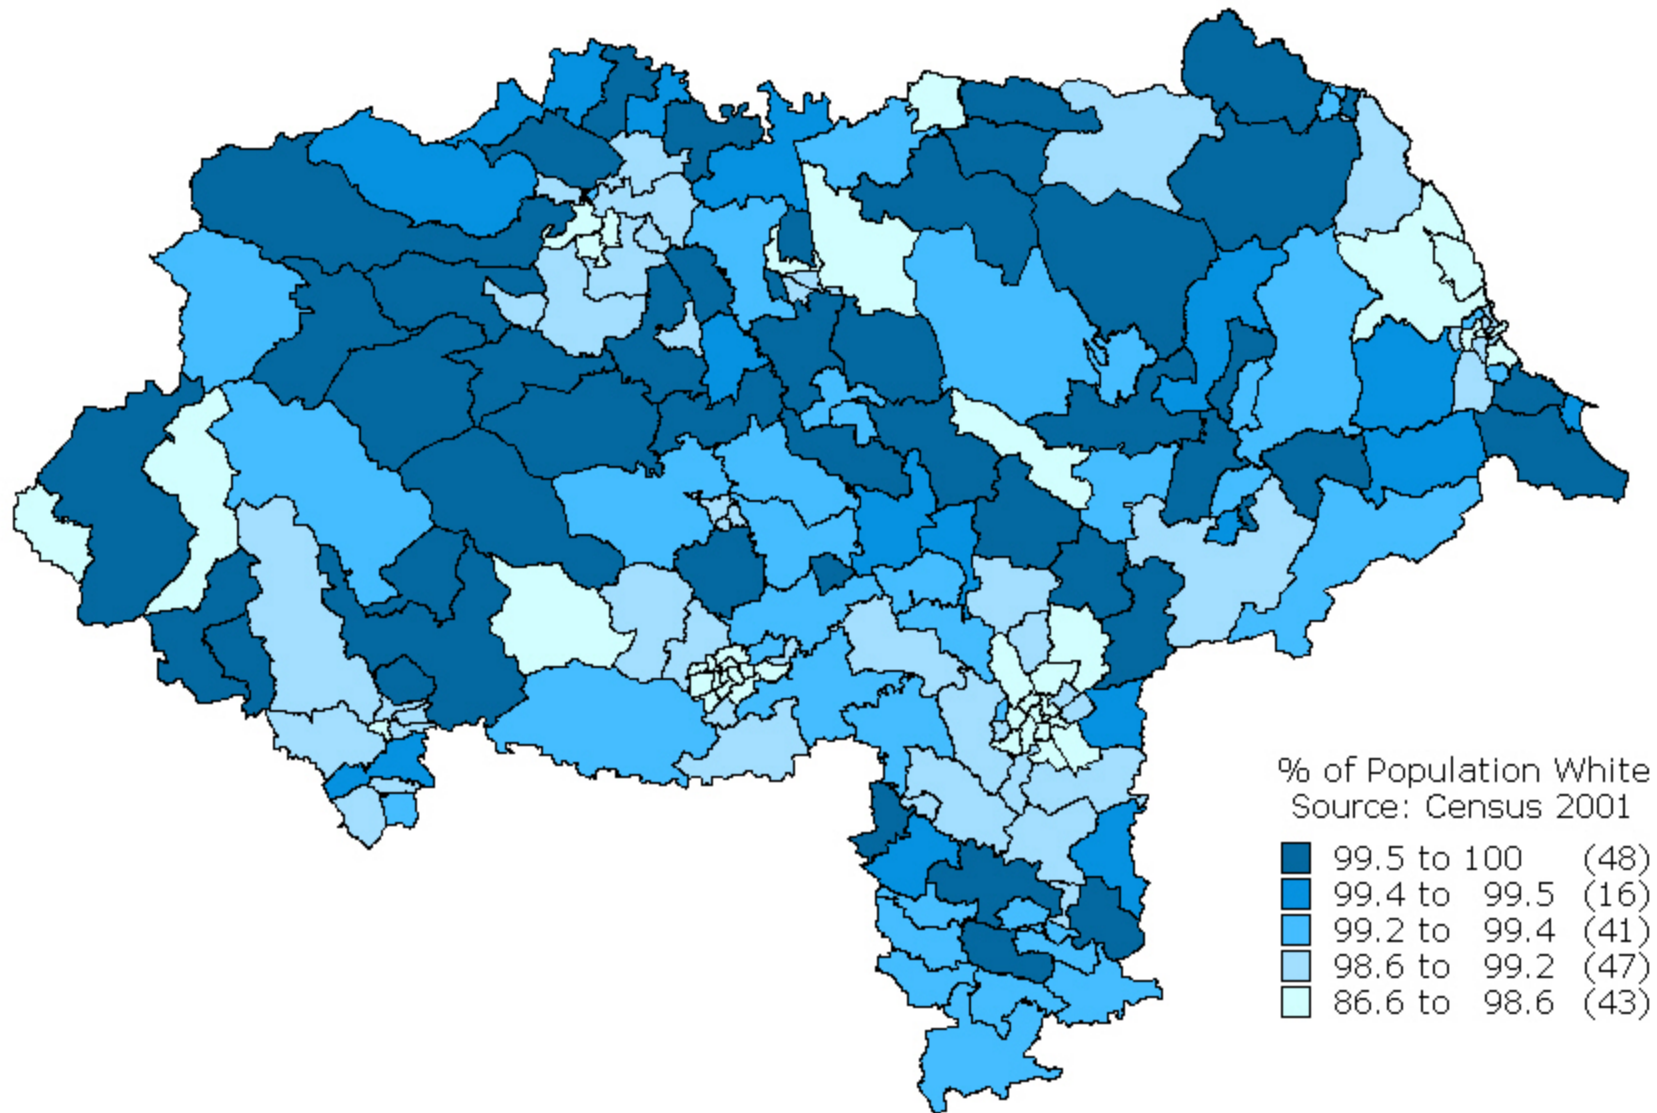 % of Population White
Source: Census 2001
99.5 to 100 (48)
99.4 to 99.5 (16)
99.2 to 99.4 (41)
98.6 to 99.2 (47)
86.6 to 98.6 (43)